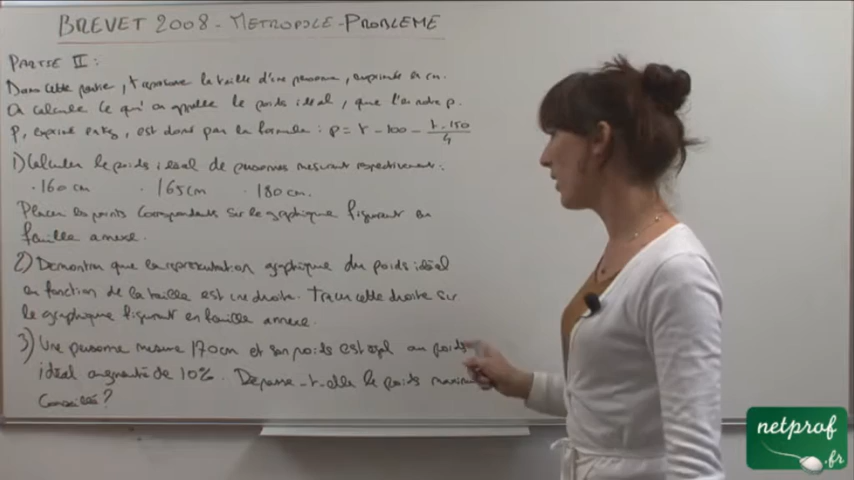 BREVET 2008 - METROPOLE - PROBLEME
PARTIE II :
Dans cette partie, t représente la taille d'une personne, exprimée en cm.
On calcule ce qu'on appelle le poids idéal, que l'on note p.
p, exprimé en kg, est donné par la formule : p = t - 100 - (t - 150)/4
1) Calculer le poids idéal de personnes mesurant respectivement :
· 160 cm · 165 cm · 180 cm.
Placer les points correspondants sur le graphique figurant en
feuille annexe.
2) Démontrer que la représentation graphique du poids idéal
en fonction de la taille est une droite. Tracer cette droite sur
le graphique figurant en feuille annexe.
3) Une personne mesure 170 cm et son poids est égal au poids
idéal augmenté de 10%. Dépasse-t-elle le poids maximum
conseillé ?
netprof
.fr